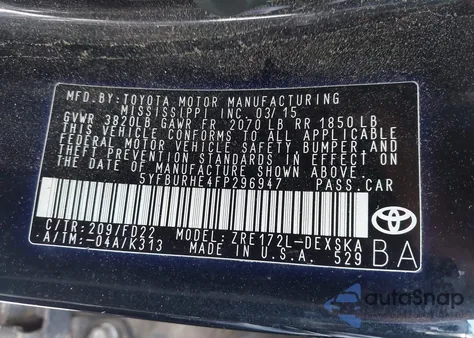 MFD.BY: TOYOTA MOTOR MANUFACTURING
MISSISSIPPI INC. 03/15
GVWR 3820LB GAWR FR 2070 LB RR 1850 LB
THIS VEHICLE CONFORMS TO ALL APPLICABLE
FEDERAL MOTOR VEHICLE SAFETY, BUMPER, AND
THEFT PREVENTION STANDARDS IN EFFECT ON THE
DATE OF MANUFACTURE SHOWN ABOVE.
5YFBURHE4FP296947 PASS.CAR
C/TR: 209/FD22 MODEL: ZRE172L-DEXSKA
A/TM: -04A/K313 MADE IN U.S.A. 529
BA
autoSnap